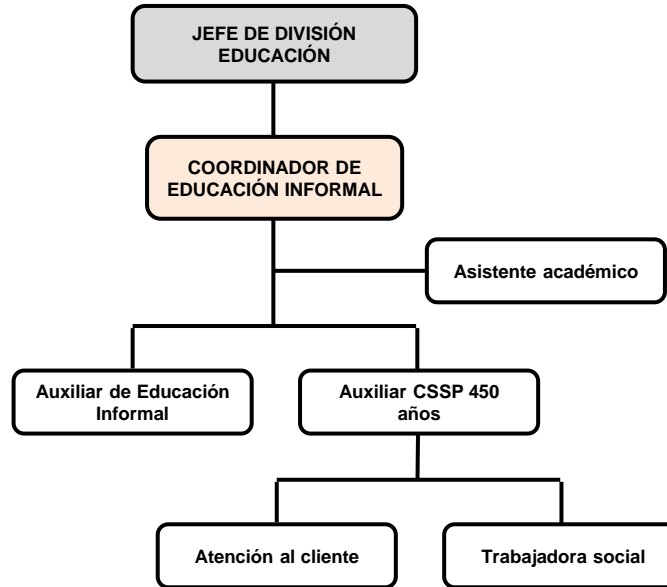 JEFE DE DIVISIÓN
EDUCACIÓN
COORDINADOR DE
EDUCACIÓN INFORMAL
Asistente académico
Auxiliar de Educación
Informal
Auxiliar CSSP 450
años
Atención al cliente
Trabajadora social